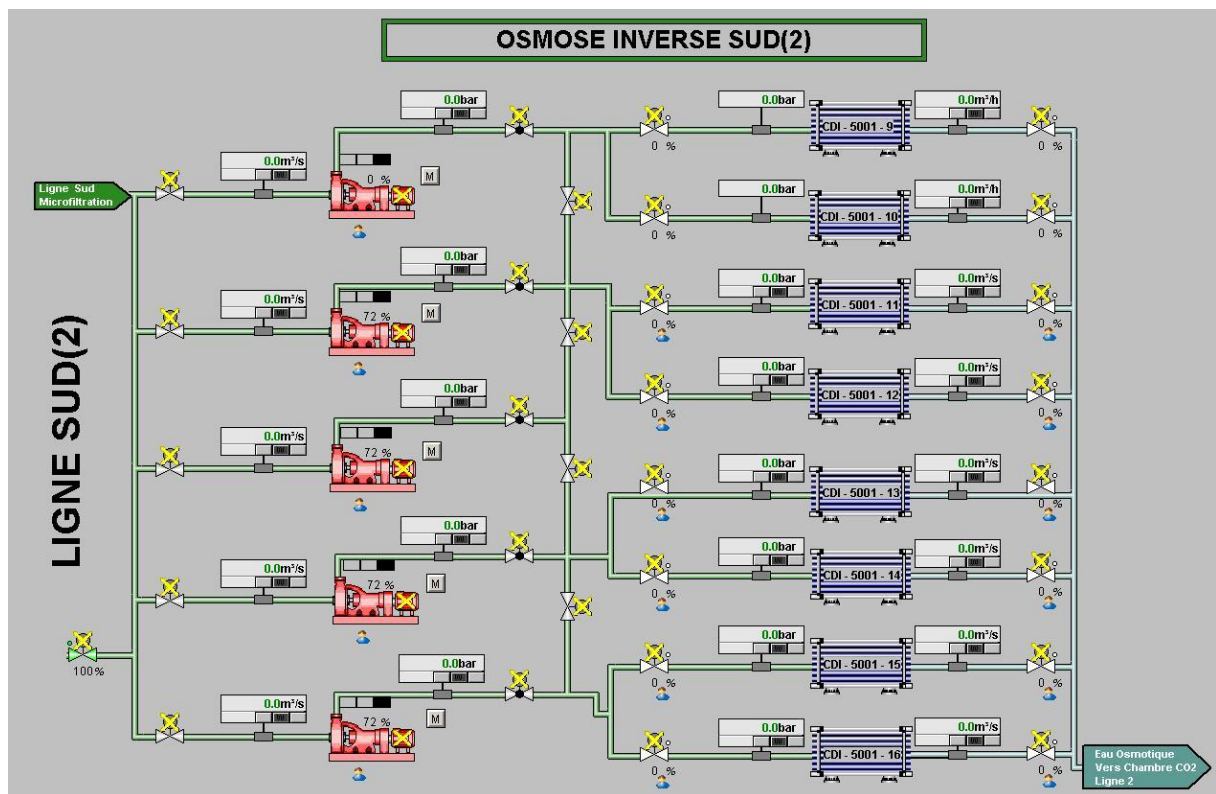 OSMOSE INVERSE SUD(2)
0.0bar
0.0bar
0.0m³/h
CDI - 5001 - 9
0 %
0 %
0.0m³/s
0 %
M
Ligne Sud
Microfiltration
0.0bar
0.0m³/h
CDI - 5001 - 10
0 %
0 %
0.0bar
0.0bar
0.0m³/s
0.0m³/s
CDI - 5001 - 11
72 %
M
0 %
0 %
LIGNE SUD(2)
0.0bar
0.0bar
0.0m³/s
CDI - 5001 - 12
0 %
0 %
0.0m³/s
72 %
M
0.0bar
0.0m³/s
CDI - 5001 - 13
0 %
0 %
0.0bar
0.0bar
0.0m³/s
0.0m³/s
CDI - 5001 - 14
72 %
M
0 %
0 %
0.0bar
0.0bar
0.0m³/s
CDI - 5001 - 15
100%
0 %
0 %
0.0m³/s
72 %
M
0.0bar
0.0m³/s
CDI - 5001 - 16
0 %
0 %
Eau Osmotique
Vers Chambre CO2
Ligne 2